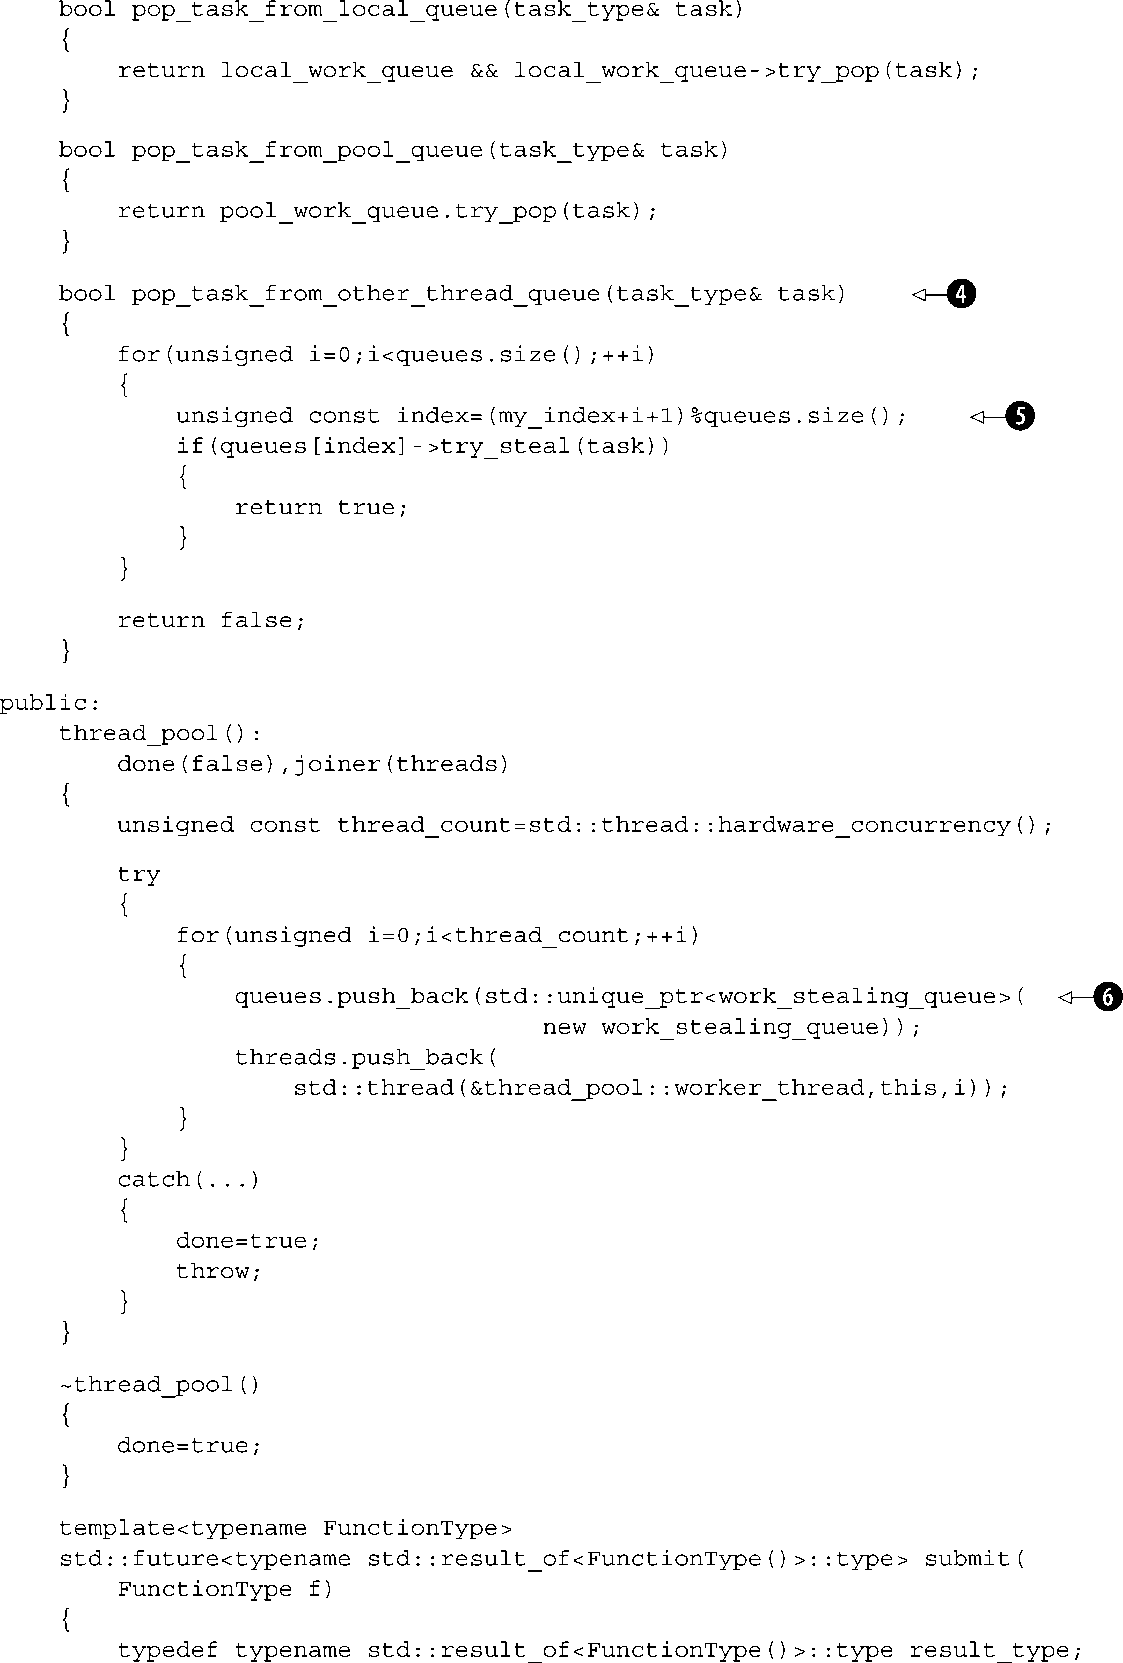 bool pop_task_from_local_queue(task_type& task)
{
return local_work_queue && local_work_queue->try_pop(task);
}
bool pop_task_from_pool_queue(task_type& task)
{
return pool_work_queue.try_pop(task);
}
bool pop_task_from_other_thread_queue(task_type& task) 4
{
for(unsigned i=0;i<queues.size();++i)
{
unsigned const index=(my_index+i+1)%queues.size(); 5
if(queues[index]->try_steal(task))
{
return true;
}
}
return false;
}
public:
thread_pool():
done(false),joiner(threads)
{
unsigned const thread_count=std::thread::hardware_concurrency();
try
{
for(unsigned i=0;i<thread_count;++i)
{
queues.push_back(std::unique_ptr<work_stealing_queue>( 6
new work_stealing_queue));
threads.push_back(
std::thread(&thread_pool::worker_thread,this,i));
}
}
catch(...)
{
done=true;
throw;
}
}
~thread_pool()
{
done=true;
}
template<typename FunctionType>
std::future<typename std::result_of<FunctionType()>::type> submit(
FunctionType f)
{
typedef typename std::result_of<FunctionType()>::type result_type;